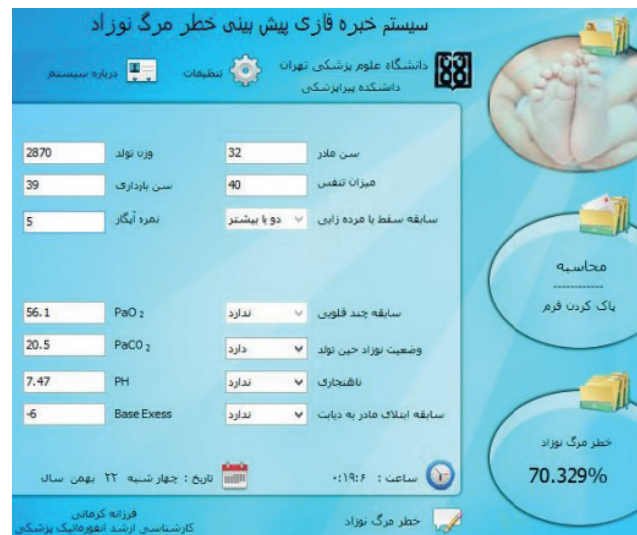 سیستم خبره فازی پیش بینی خطر مرگ نوزاد
دانشگاه علوم پزشکی تهران
دانشکده پیراپزشکی
تنظیمات
درباره سیستم
سن مادر 32
وزن تولد 2870
میزان تنفس 40
سن بارداری 39
سابقه سقط یا مرده زایی دو یا بیشتر
نمره آپگار 5
سابقه چند قلویی ندارد
PaO2 56.1
وضعیت نوزاد حین تولد دارد
PaCO2 20.5
ناهنجاری ندارد
PH 7.47
سابقه ابتلای مادر به دیابت ندارد
Base Exess -6
ساعت : ۰:۱۹:۶
تاریخ : چهار شنبه ۲۲ بهمن سال
خطر مرگ نوزاد
فرزانه کرمانی
کارشناسی ارشد انفورماتیک پزشکی
محاسبه
------------
پاک کردن فرم
خطر مرگ نوزاد
70.329%